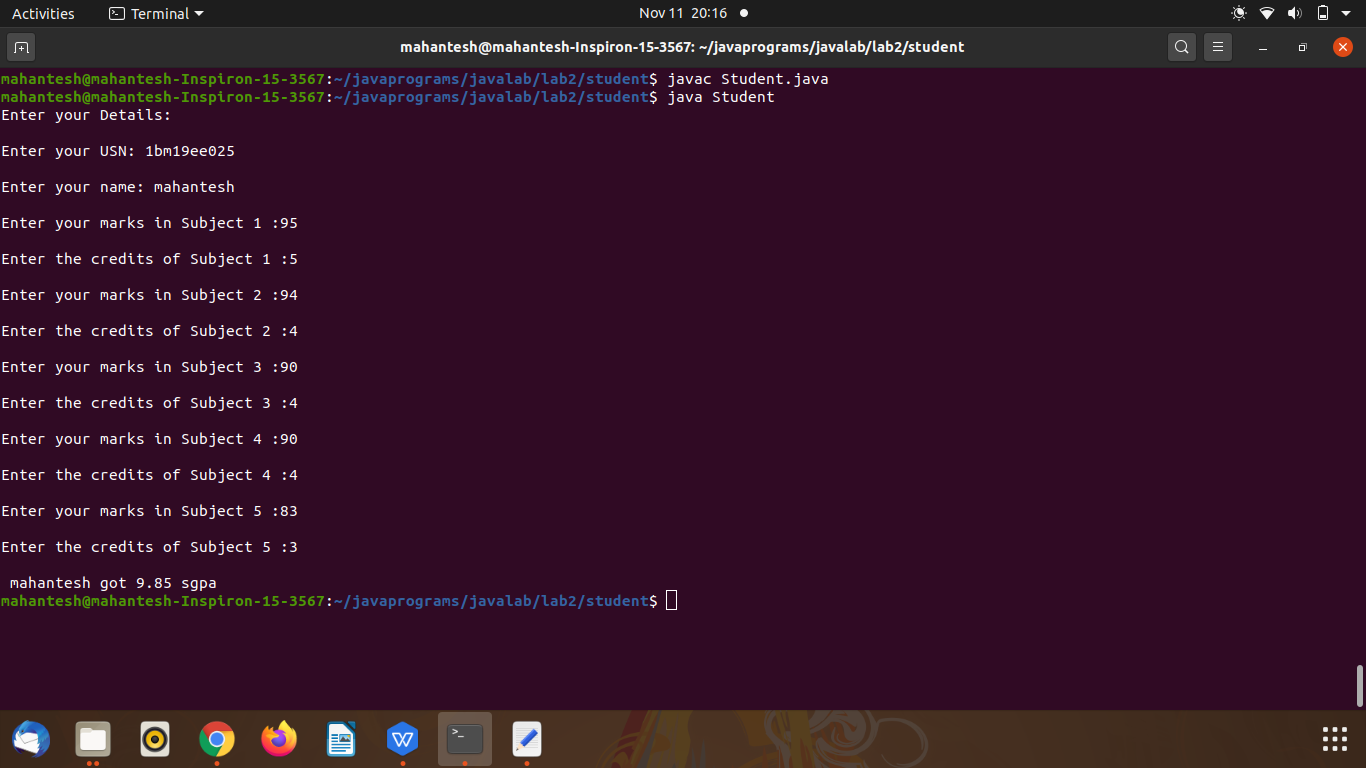 Activities Terminal Nov 11 20:16
mahantesh@mahantesh-Inspiron-15-3567: ~/javaprograms/javalab/lab2/student
mahantesh@mahantesh-Inspiron-15-3567:~/javaprograms/javalab/lab2/student$ javac Student.java
mahantesh@mahantesh-Inspiron-15-3567:~/javaprograms/javalab/lab2/student$ java Student
Enter your Details:
Enter your USN: 1bm19ee025
Enter your name: mahantesh
Enter your marks in Subject 1 :95
Enter the credits of Subject 1 :5
Enter your marks in Subject 2 :94
Enter the credits of Subject 2 :4
Enter your marks in Subject 3 :90
Enter the credits of Subject 3 :4
Enter your marks in Subject 4 :90
Enter the credits of Subject 4 :4
Enter your marks in Subject 5 :83
Enter the credits of Subject 5 :3
mahantesh got 9.85 sgpa
mahantesh@mahantesh-Inspiron-15-3567:~/javaprograms/javalab/lab2/student$